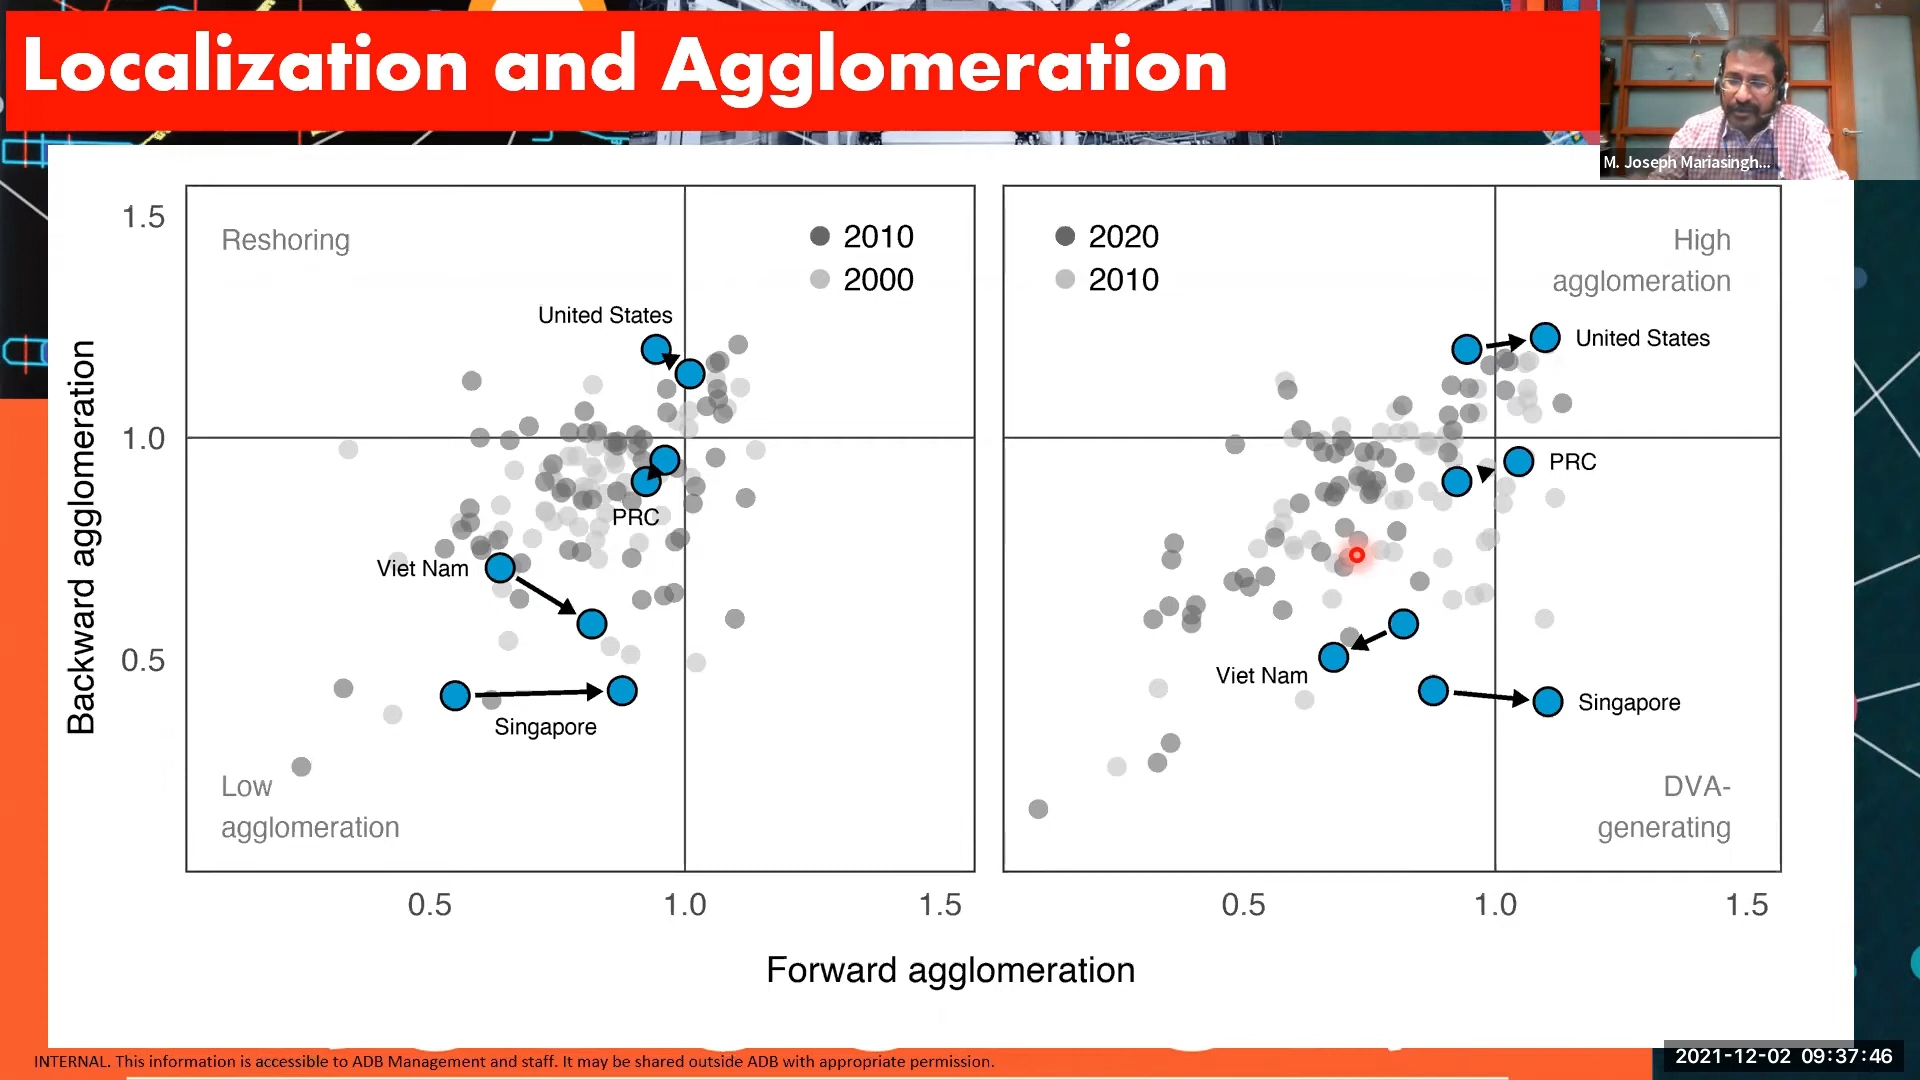 Localization and Agglomeration
M. Joseph Mariasingh...
Backward agglomeration
1.5
1.0
0.5
Reshoring
2010
2000
United States
PRC
Viet Nam
Singapore
Low
agglomeration
0.5
1.0
1.5
2020
2010
High
agglomeration
United States
PRC
Viet Nam
Singapore
DVA-
generating
0.5
1.0
1.5
Forward agglomeration
INTERNAL. This information is accessible to ADB Management and staff. It may be shared outside ADB with appropriate permission.
2021-12-02 09:37:46